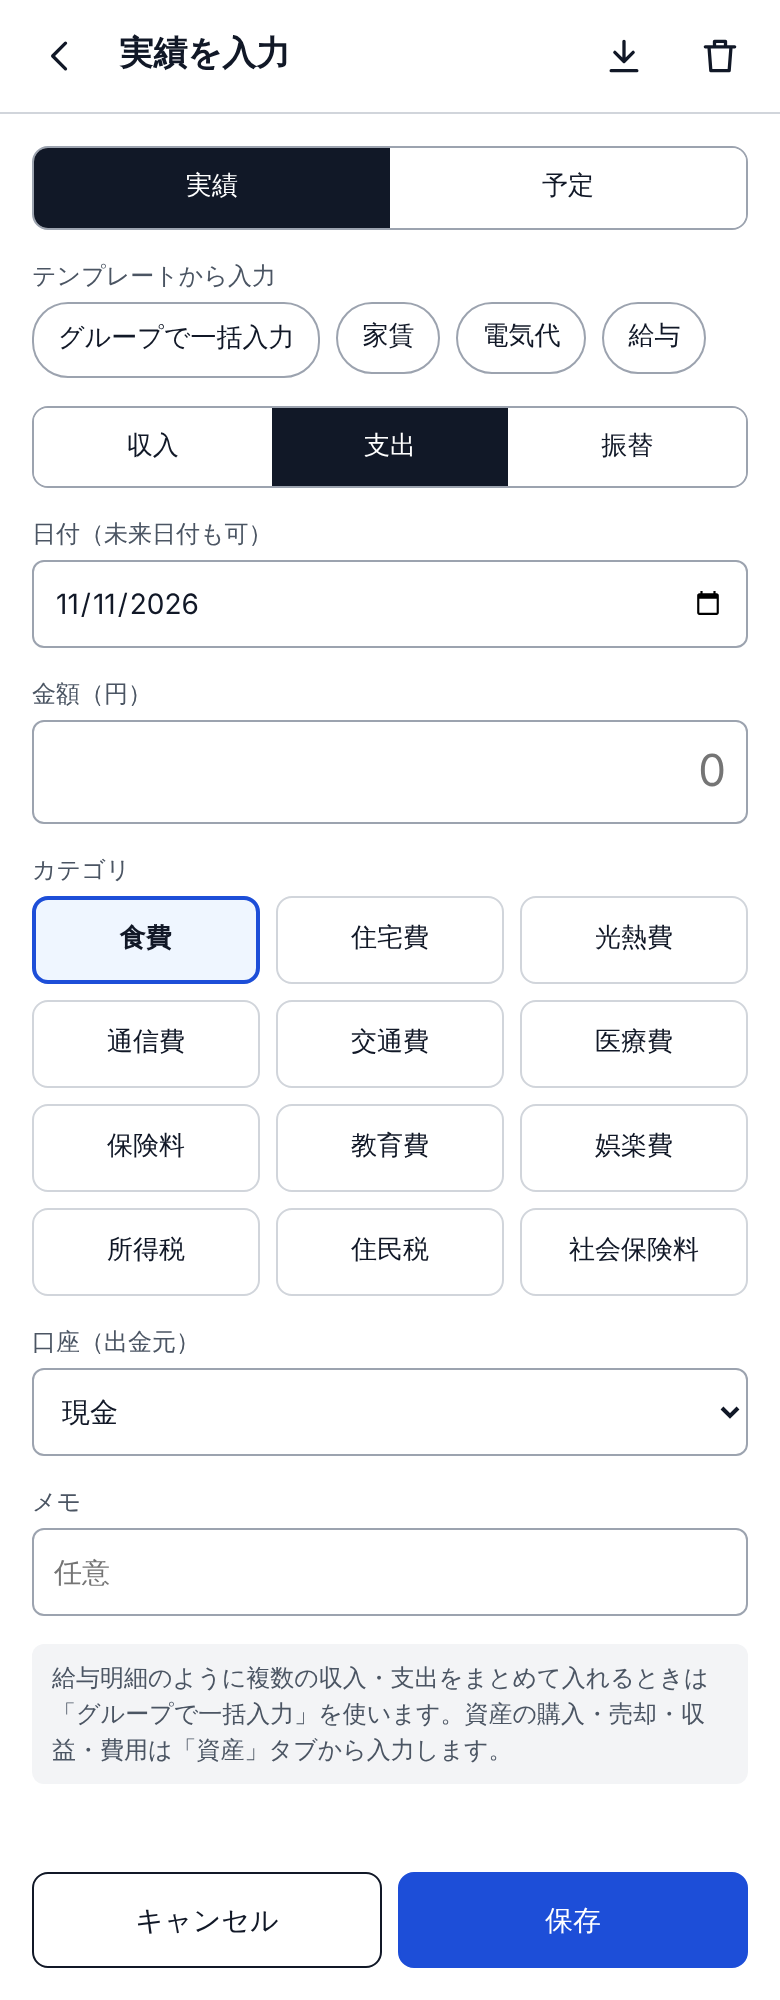 実績を入力
実績 予定
テンプレートから入力
グループで一括入力 家賃 電気代 給与
収入 支出 振替
日付（未来日付も可）
11/11/2026
金額（円）
0
カテゴリ
食費 住宅費 光熱費
通信費 交通費 医療費
保険料 教育費 娯楽費
所得税 住民税 社会保険料
口座（出金元）
現金
メモ
任意
給与明細のように複数の収入・支出をまとめて入れるときは
「グループで一括入力」を使います。資産の購入・売却・収
益・費用は「資産」タブから入力します。
キャンセル 保存